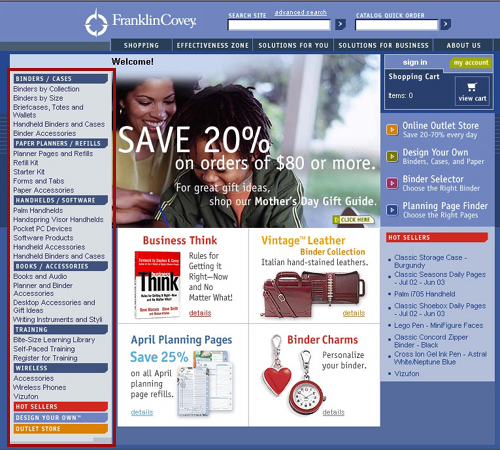 FranklinCovey.
SEARCH SITE advanced search
CATALOG QUICK ORDER
SHOPPING EFFECTIVENESS ZONE SOLUTIONS FOR YOU SOLUTIONS FOR BUSINESS ABOUT US
BINDERS / CASES
Binders by Collection
Binders by Size
Briefcases, Totes and
Wallets
Handheld Binders and Cases
Binder Accessories
PAPER PLANNERS / REFILLS
Planner Pages and Refills
Refill Kit
Starter Kit
Forms and Tabs
Paper Accessories
HANDHELDS / SOFTWARE
Palm Handhelds
Handspring Visor Handhelds
Pocket PC Devices
Software Products
Handheld Accessories
Handheld Binders and Cases
BOOKS / ACCESSORIES
Books and Audio
Planner and Binder
Accessories
Desktop Accessories and
Gift Ideas
Writing Instruments and Styli
TRAINING
Bite-Size Learning Library
Self-Paced Training
Register for Training
WIRELESS
Accessories
Wireless Phones
Vizufon
HOT SELLERS
DESIGN YOUR OWN™
OUTLET STORE
Welcome!
SAVE 20%
on orders of $80 or more.
For great gift ideas,
shop our Mother's Day Gift Guide.
CLICK HERE
Business Think
business
Think
Rules for
Getting it
Right—Now
and No
Matter What!
details
Vintage™ Leather
Binder Collection
Italian hand-stained leathers.
details
April Planning Pages
Save 25%
on all April
planning
page refills.
details
Binder Charms
Personalize
your binder.
details
sign in my account
Shopping Cart
Items: 0
view cart
Online Outlet Store
Save 20-70% every day
Design Your Own
Binders, Cases, and Paper
Binder Selector
Choose the Right Binder
Planning Page Finder
Choose the Right Pages
HOT SELLERS
Classic Storage Case -
Burgundy
Classic Seasons Daily Pages
- Jul 02 - Jun 03
Palm i705 Handheld
Classic Shoebox Daily Pages
- Jul 02 - Jun 03
Lego Pen - MiniFigure Faces
Classic Concord Zipper
Binder - Black
Cross Ion Gel Ink Pen - Astral
White/Neptune Blue
Vizufon